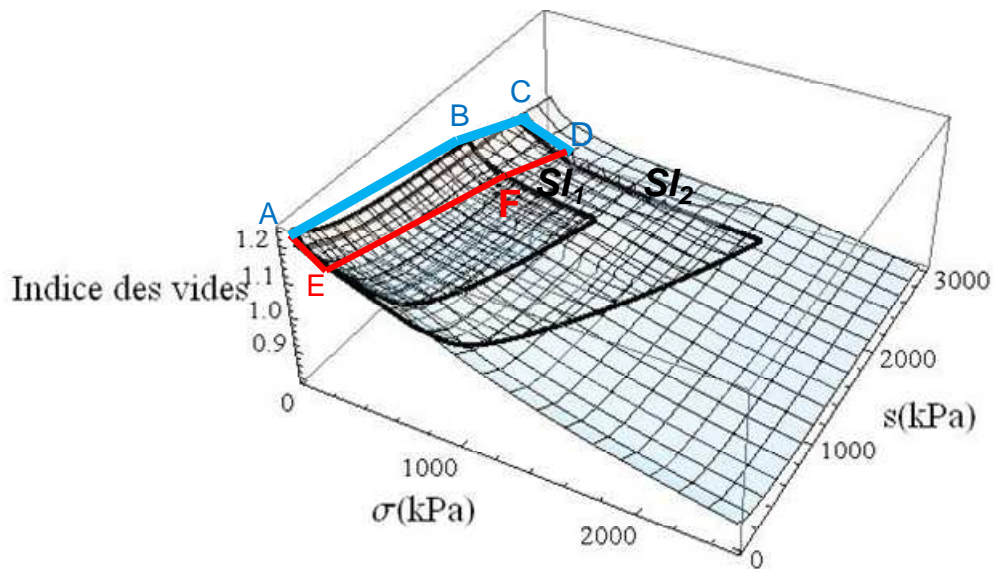 C
B
D
SI₁
SI₂
A
F
1.2
1.1
E
Indice des vides
1.0
0.9
3000
2000
0
s(kPa)
1000
1000
σ(kPa)
2000
0